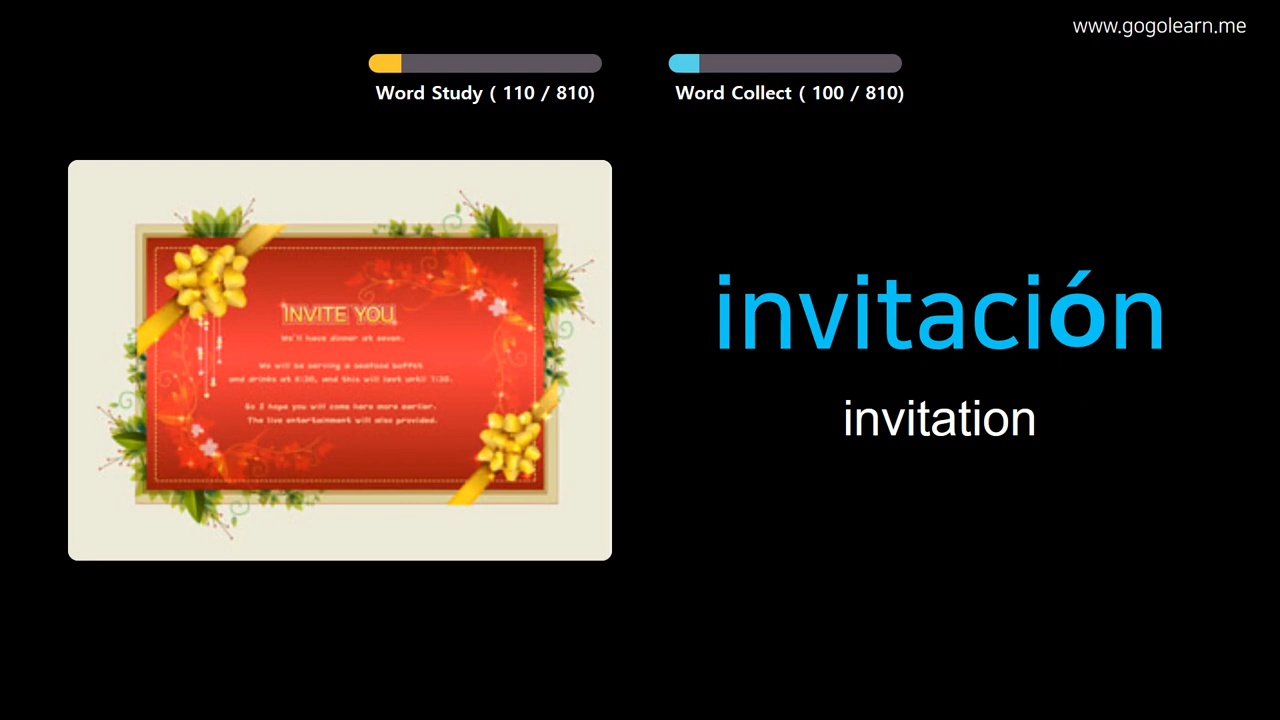 www.gogolearn.me
Word Study ( 110 / 810)
Word Collect ( 100 / 810)
INVITE YOU
We'll have dinner at seven.
We will be serving a seafood buffet
and drinks at 6:30, and this will last until 7:30.
So I hope you will come here more earlier.
The live entertainment will also provided.
invitación
invitation